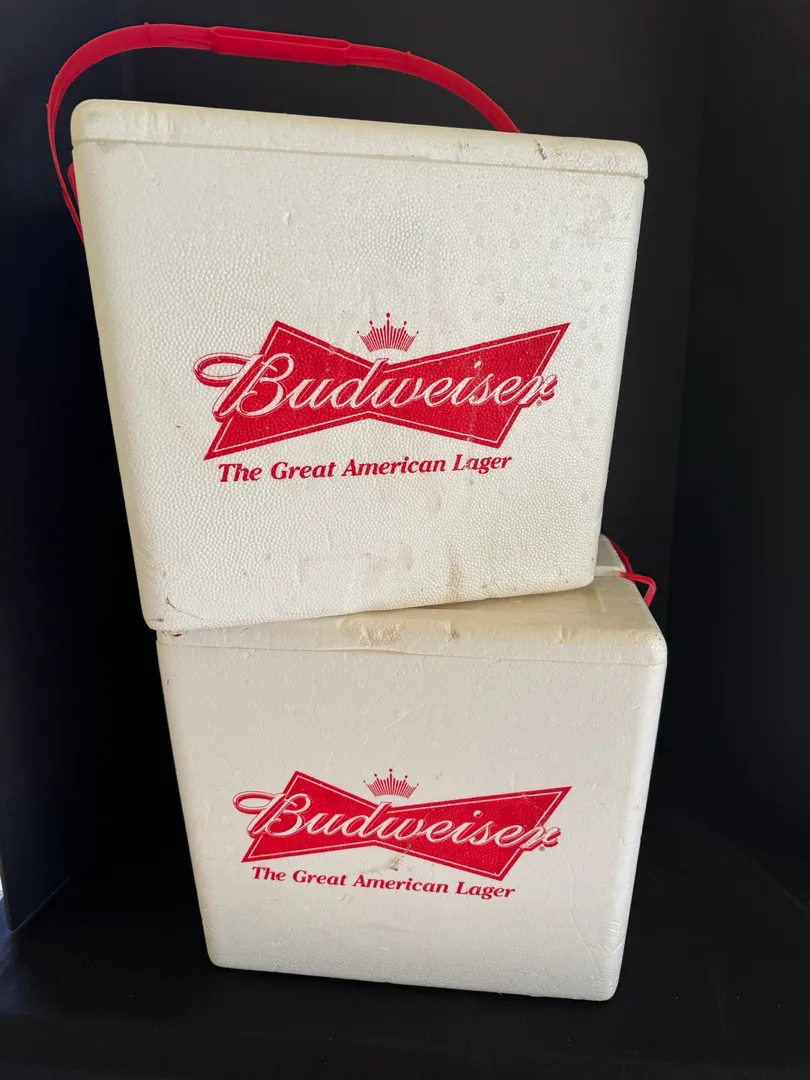 Budweiser®
The Great American Lager
Budweiser®
The Great American Lager